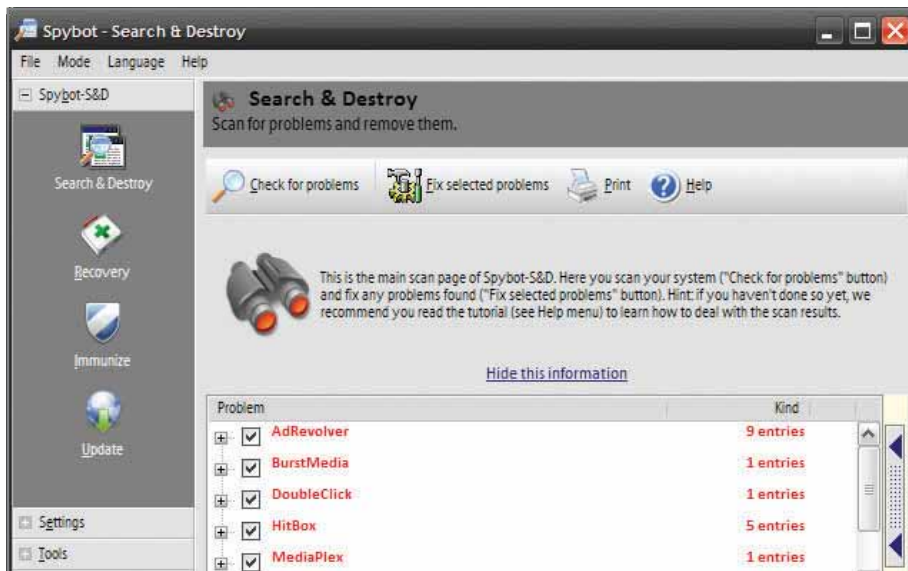 Spybot - Search & Destroy
File Mode Language Help
Spybot-S&D
Search & Destroy
Recovery
Immunize
Update
Settings
Tools
Search & Destroy
Scan for problems and remove them.
Check for problems Fix selected problems Print Help
This is the main scan page of Spybot-S&D. Here you scan your system ("Check for problems" button)
and fix any problems found ("Fix selected problems" button). Hint: if you haven't done so yet, we
recommend you read the tutorial (see Help menu) to learn how to deal with the scan results.
Hide this information
Problem Kind
AdRevolver 9 entries
BurstMedia 1 entries
DoubleClick 1 entries
HitBox 5 entries
MediaPlex 1 entries